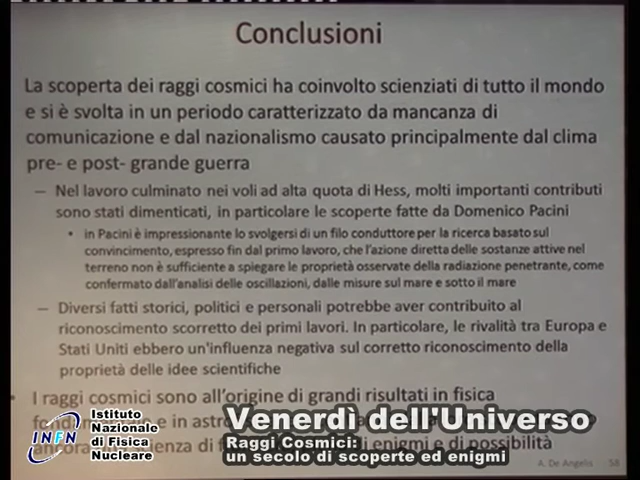 Conclusioni
La scoperta dei raggi cosmici ha coinvolto scienziati di tutto il mondo
e si è svolta in un periodo caratterizzato da mancanza di
comunicazione e dal nazionalismo causato principalmente dal clima
pre- e post- grande guerra
– Nel lavoro culminato nei voli ad alta quota di Hess, molti importanti contributi
sono stati dimenticati, in particolare le scoperte fatte da Domenico Pacini
• in Pacini è impressionante lo svolgersi di un filo conduttore per la ricerca basato sul
convincimento, espresso fin dal primo lavoro, che l'azione diretta delle sostanze attive nel
terreno non è sufficiente a spiegare le proprietà osservate della radiazione penetrante, come
confermato dall'analisi delle oscillazioni, dalle misure sul mare e sotto il mare
– Diversi fatti storici, politici e personali potrebbe aver contribuito al
riconoscimento scorretto dei primi lavori. In particolare, le rivalità tra Europa e
Stati Uniti ebbero un'influenza negativa sul corretto riconoscimento della
proprietà delle idee scientifiche
• I raggi cosmici sono all'origine di grandi risultati in fisica
e in
ancora scienza di enigmi e di possibilità
INFN
Istituto
Nazionale
di Fisica
Nucleare
Venerdì dell'Universo
Raggi Cosmici:
un secolo di scoperte ed enigmi
A. De Angelis 58